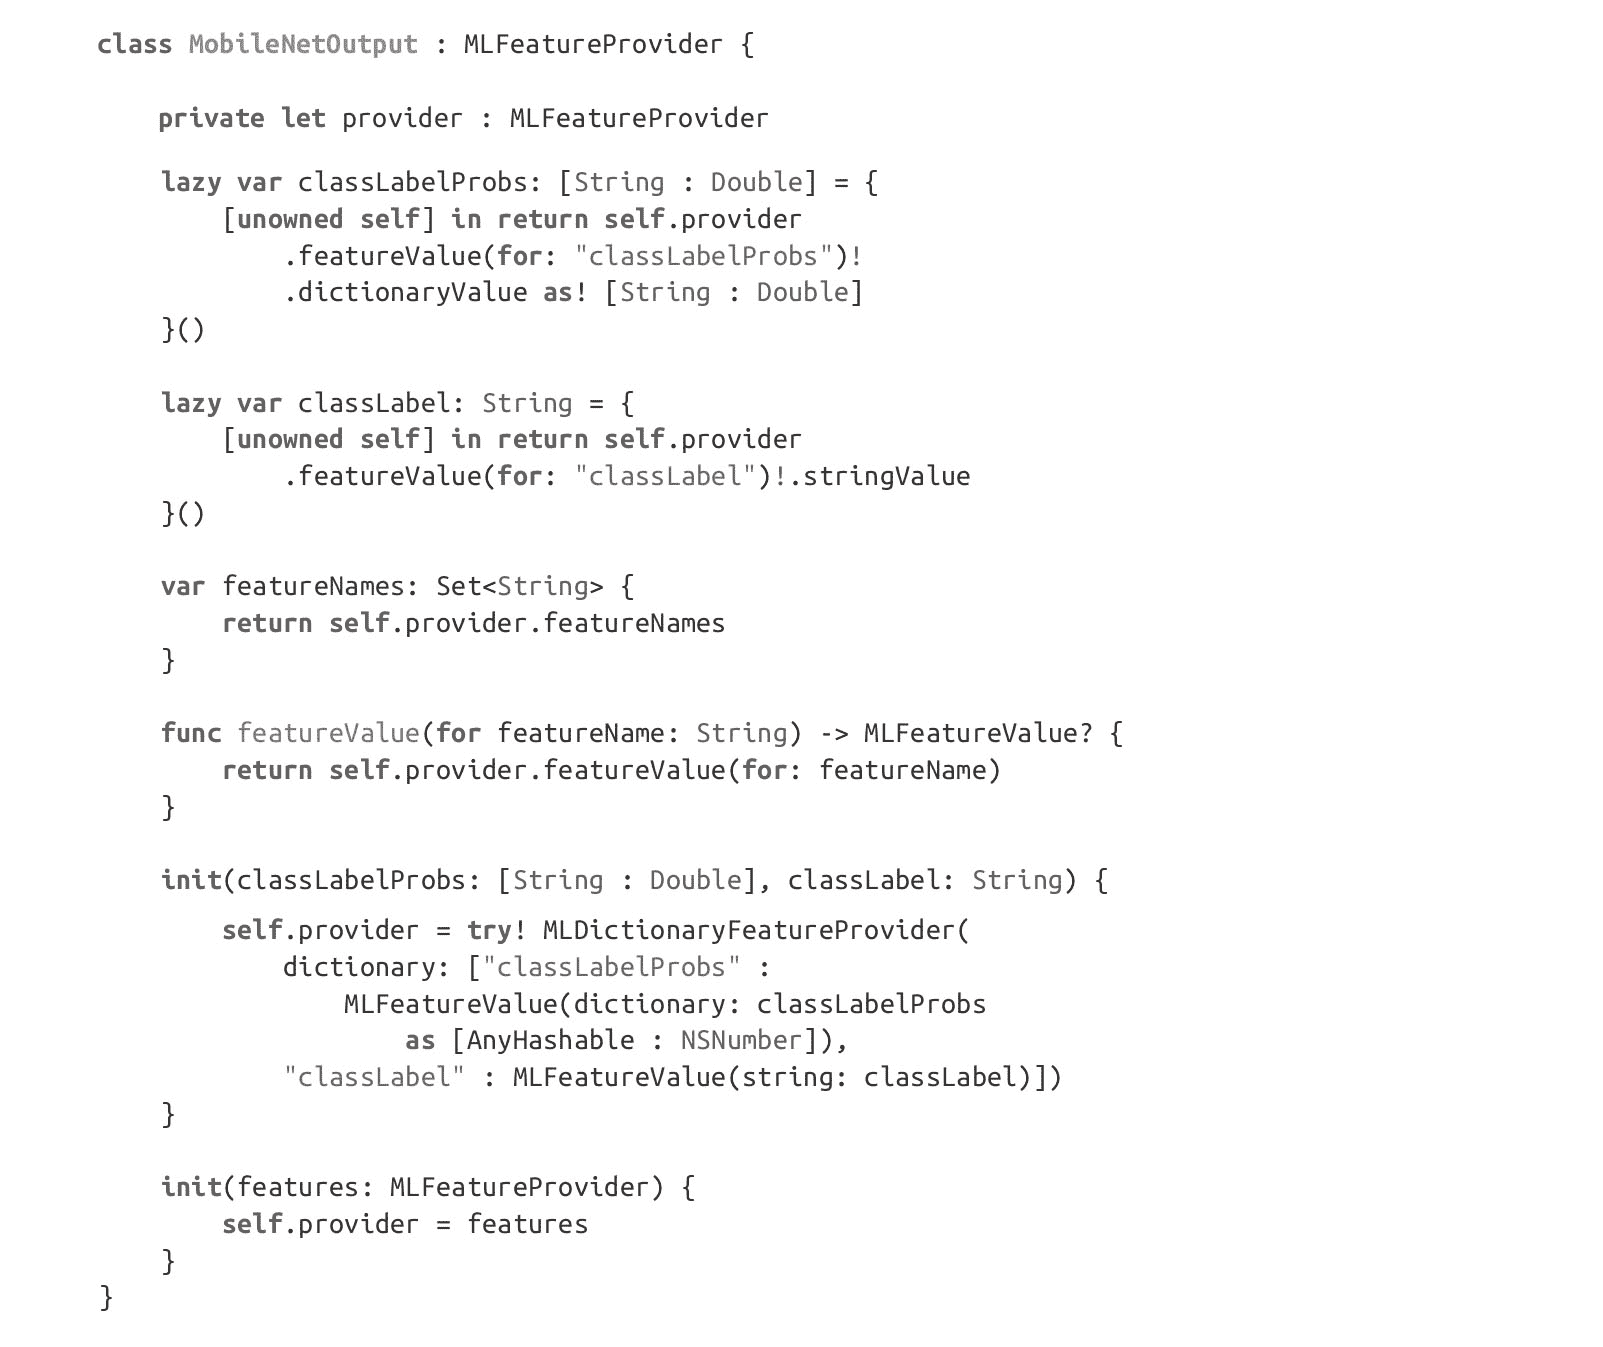 class MobileNetOutput : MLFeatureProvider {
private let provider : MLFeatureProvider
lazy var classLabelProbs: [String : Double] = {
[unowned self] in return self.provider
.featureValue(for: "classLabelProbs")!
.dictionaryValue as! [String : Double]
}()
lazy var classLabel: String = {
[unowned self] in return self.provider
.featureValue(for: "classLabel")!.stringValue
}()
var featureNames: Set<String> {
return self.provider.featureNames
}
func featureValue(for featureName: String) -> MLFeatureValue? {
return self.provider.featureValue(for: featureName)
}
init(classLabelProbs: [String : Double], classLabel: String) {
self.provider = try! MLDictionaryFeatureProvider(
dictionary: ["classLabelProbs" :
MLFeatureValue(dictionary: classLabelProbs
as [AnyHashable : NSNumber]),
"classLabel" : MLFeatureValue(string: classLabel)])
}
init(features: MLFeatureProvider) {
self.provider = features
}
}